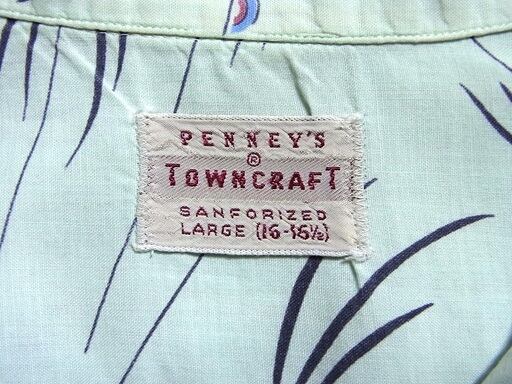 PENNEY'S
®
TOWNCRAFT
SANFORIZED
LARGE (16-16½)